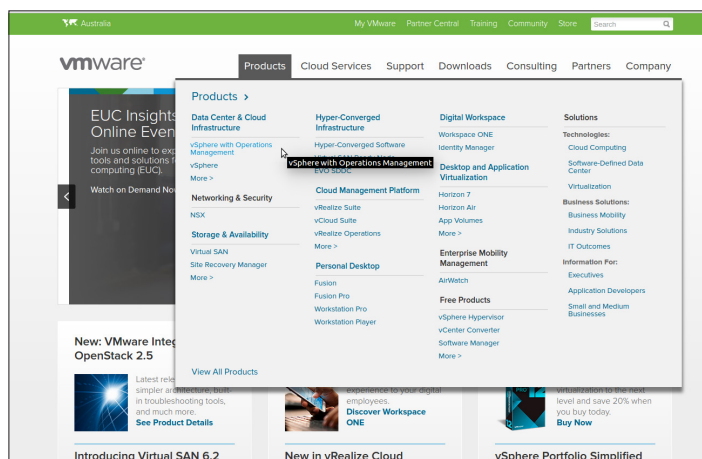 Australia
My VMware Partner Central Training Community Store Search
vmware
Products Cloud Services Support Downloads Consulting Partners Company
Products >
Data Center & Cloud
Infrastructure
vSphere with Operations
Management
vSphere
More >
Networking & Security
NSX
Storage & Availability
Virtual SAN
Site Recovery Manager
More >
View All Products
Hyper-Converged
Infrastructure
Hyper-Converged Software
vSphere with Operations Management
EVO SDDC
Cloud Management Platform
vRealize Suite
vCloud Suite
vRealize Operations
More >
Personal Desktop
Fusion
Fusion Pro
Workstation Pro
Workstation Player
Digital Workspace
Workspace ONE
Identity Manager
Desktop and Application
Virtualization
Horizon 7
Horizon Air
App Volumes
More >
Enterprise Mobility
Management
AirWatch
Free Products
vSphere Hypervisor
vCenter Converter
Software Manager
More >
Solutions
Technologies:
Cloud Computing
Software-Defined Data
Center
Virtualization
Business Solutions:
Business Mobility
Industry Solutions
IT Outcomes
Information For:
Executives
Application Developers
Small and Medium
Businesses
EUC Insights
Online Even
Join us online to exp
tools and solutions f
computing (EUC).
Watch on Demand Now
New: VMware Integ
OpenStack 2.5
Latest rele
simpler architecture, built-
in troubleshooting tools,
and much more.
See Product Details
experience to your digital
employees.
Discover Workspace
ONE
virtualization to the next
level and save 20% when
you buy today.
Buy Now
Introducing Virtual SAN 6.2
New in vRealize Cloud
vSphere Portfolio Simplified